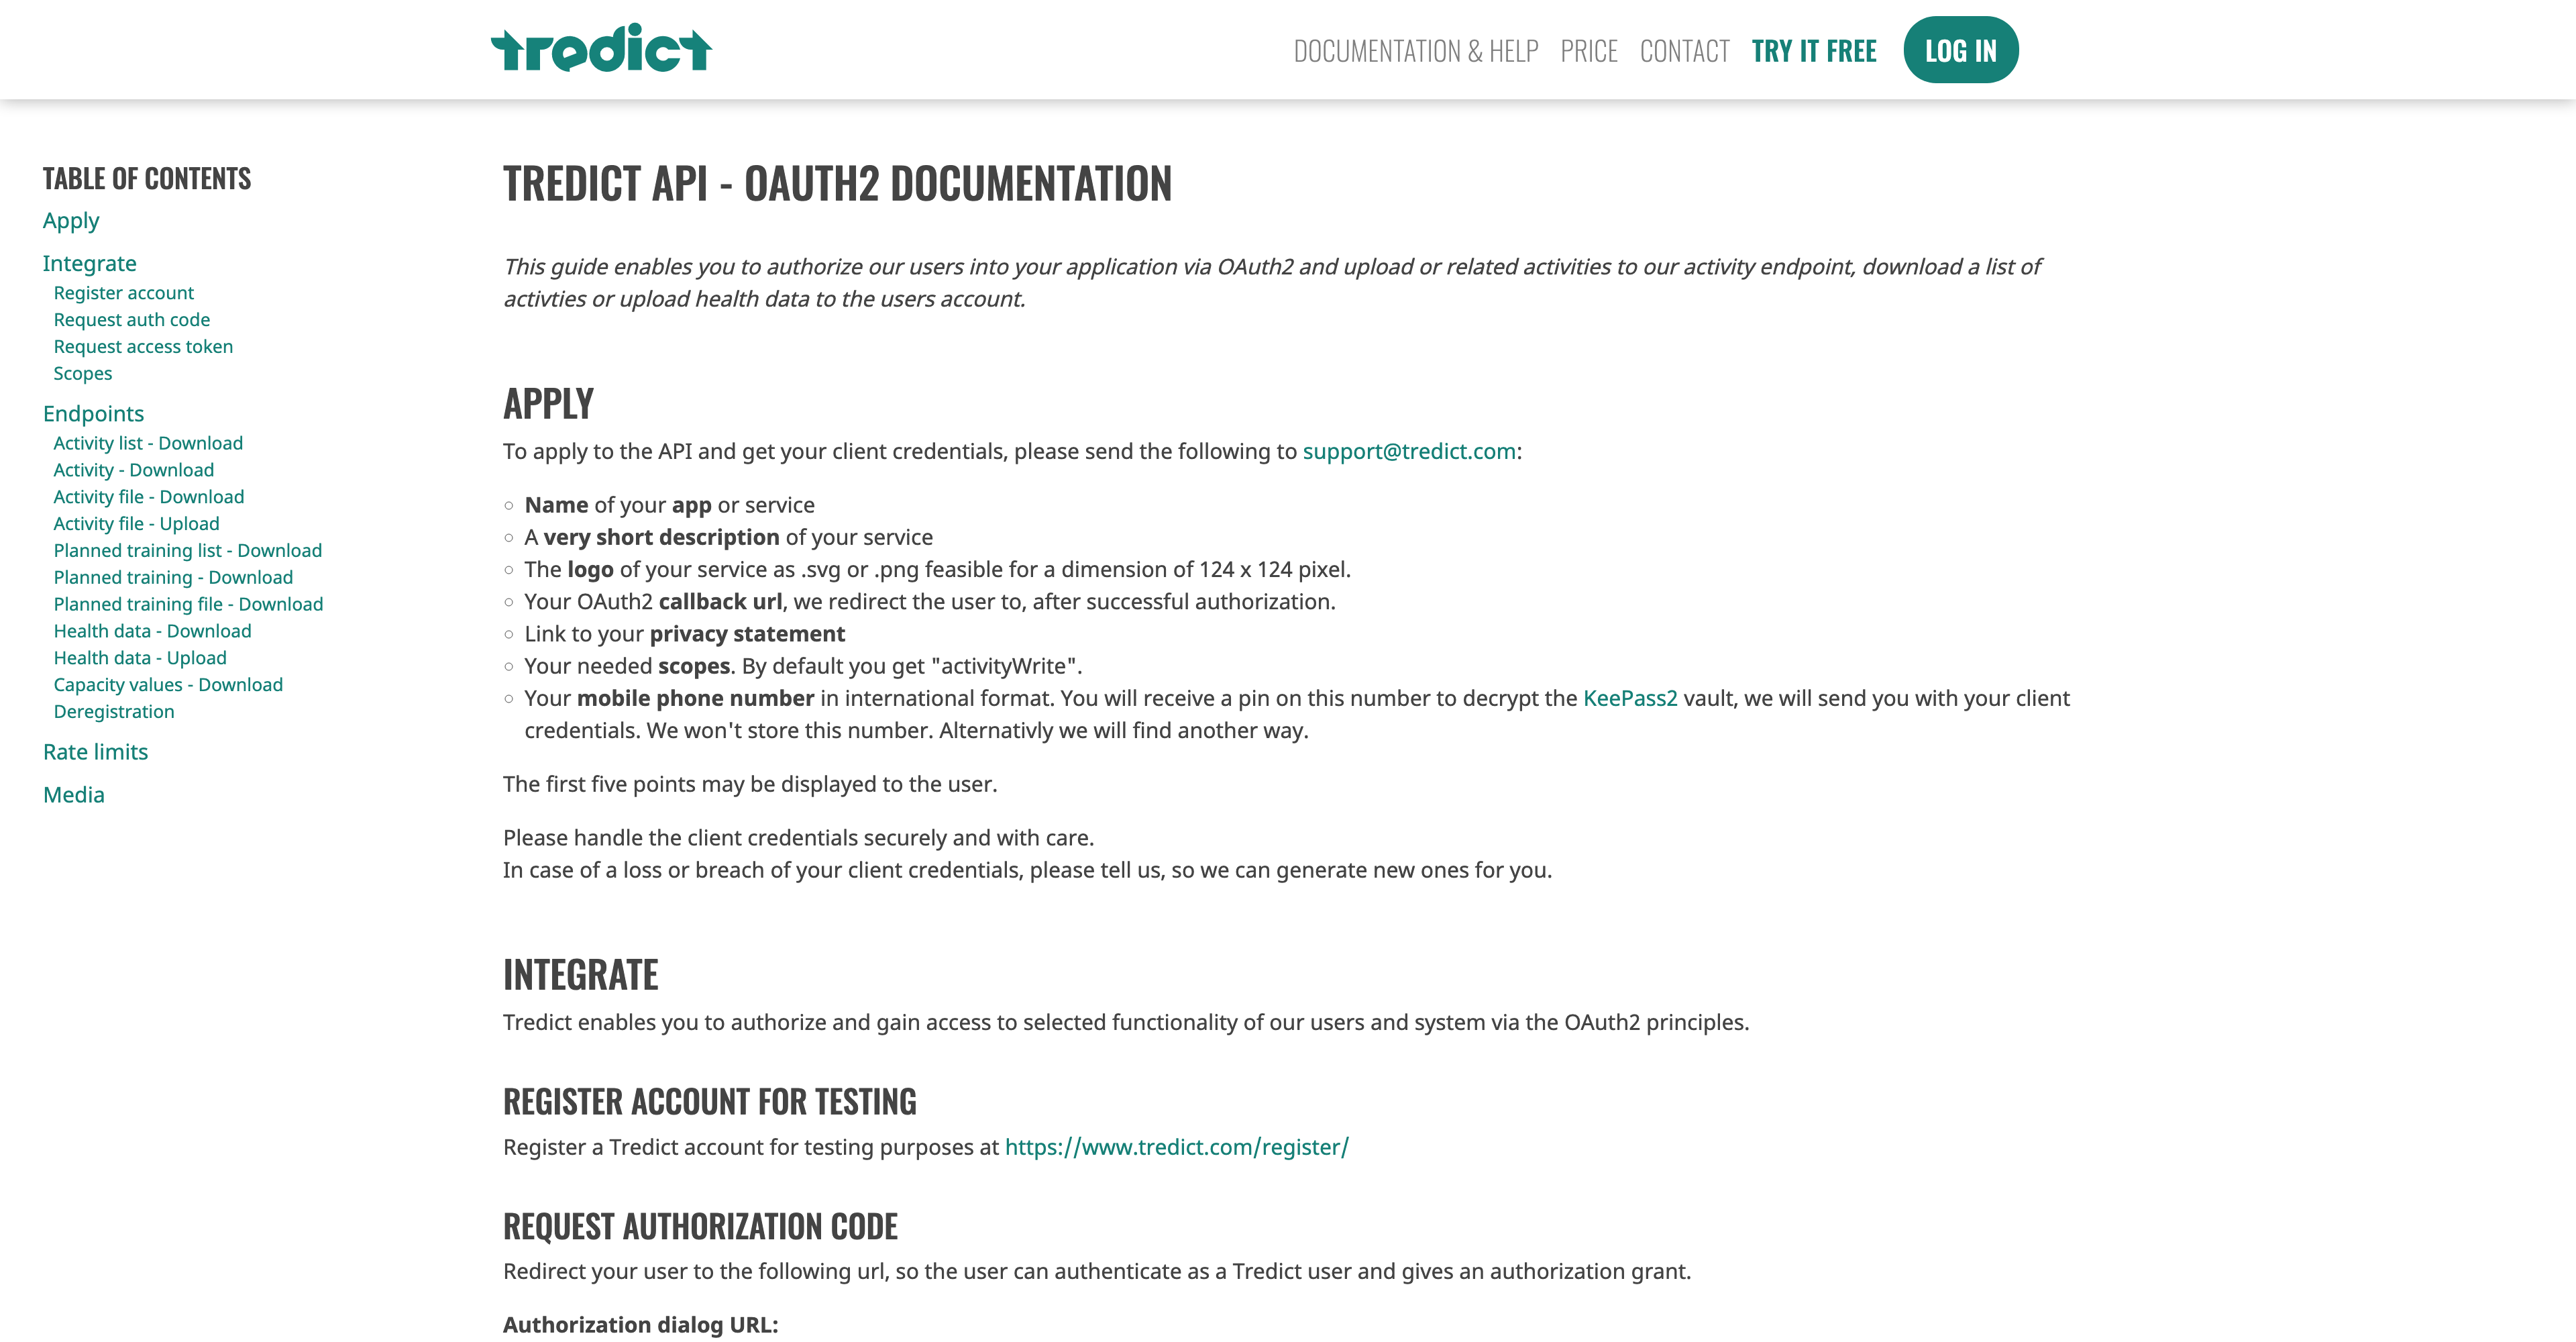 tredict
DOCUMENTATION & HELP PRICE CONTACT TRY IT FREE LOG IN
TABLE OF CONTENTS
Apply
Integrate
Register account
Request auth code
Request access token
Scopes
Endpoints
Activity list - Download
Activity - Download
Activity file - Download
Activity file - Upload
Planned training list - Download
Planned training - Download
Planned training file - Download
Health data - Download
Health data - Upload
Capacity values - Download
Deregistration
Rate limits
Media
TREDICT API - OAUTH2 DOCUMENTATION
This guide enables you to authorize our users into your application via OAuth2 and upload or related activities to our activity endpoint, download a list of
activties or upload health data to the users account.
APPLY
To apply to the API and get your client credentials, please send the following to support@tredict.com:
Name of your app or service
A very short description of your service
The logo of your service as .svg or .png feasible for a dimension of 124 x 124 pixel.
Your OAuth2 callback url, we redirect the user to, after successful authorization.
Link to your privacy statement
Your needed scopes. By default you get "activityWrite".
Your mobile phone number in international format. You will receive a pin on this number to decrypt the KeePass2 vault, we will send you with your client
credentials. We won't store this number. Alternativly we will find another way.
The first five points may be displayed to the user.
Please handle the client credentials securely and with care.
In case of a loss or breach of your client credentials, please tell us, so we can generate new ones for you.
INTEGRATE
Tredict enables you to authorize and gain access to selected functionality of our users and system via the OAuth2 principles.
REGISTER ACCOUNT FOR TESTING
Register a Tredict account for testing purposes at https://www.tredict.com/register/
REQUEST AUTHORIZATION CODE
Redirect your user to the following url, so the user can authenticate as a Tredict user and gives an authorization grant.
Authorization dialog URL: